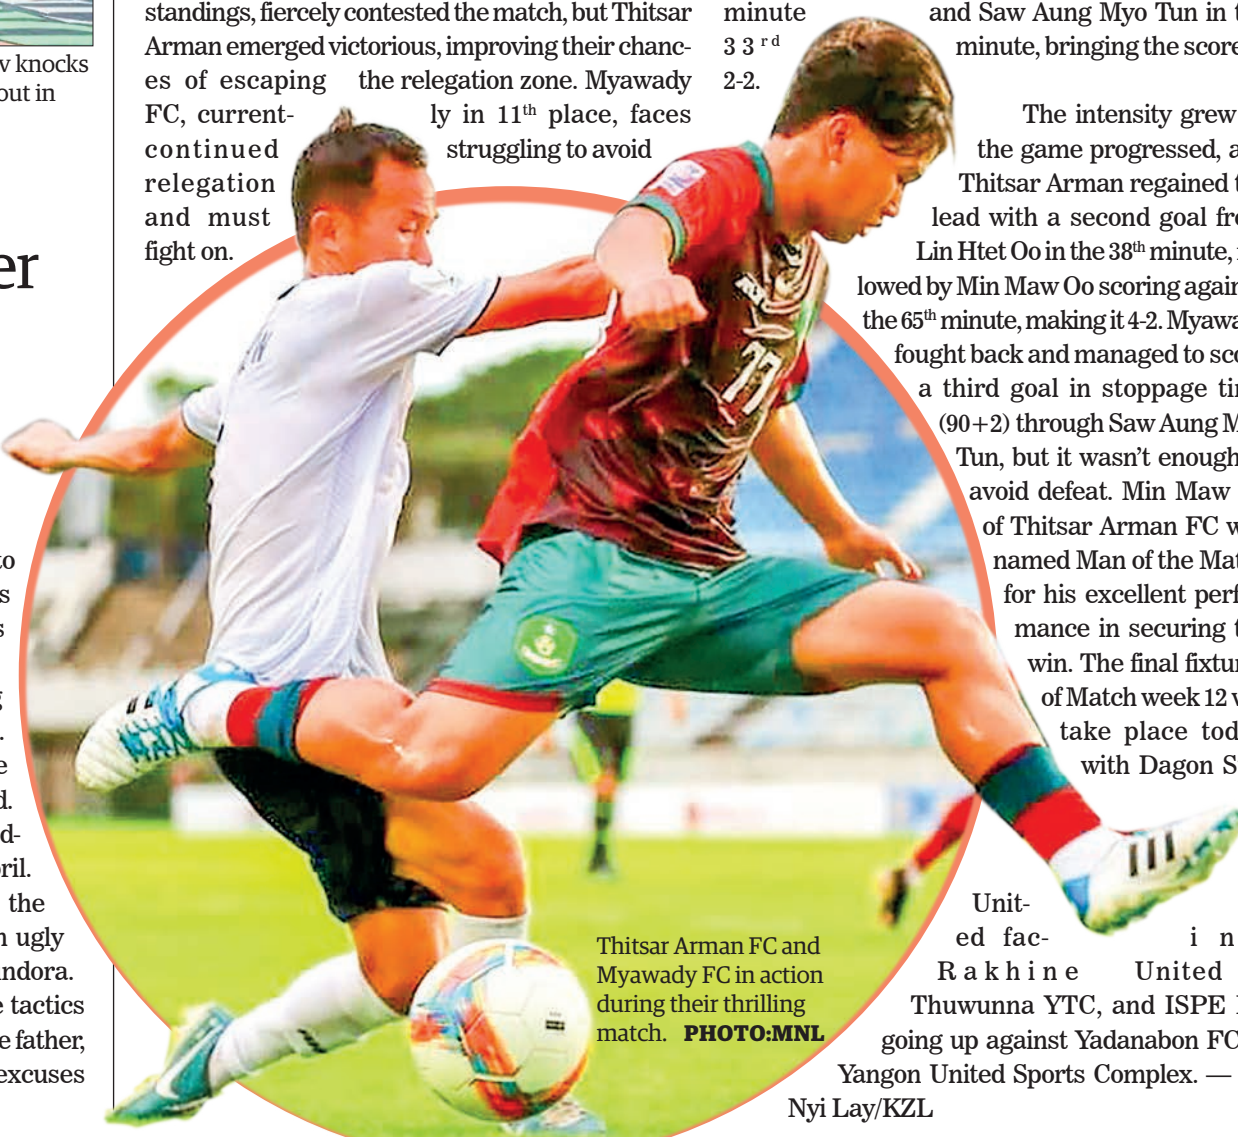 v knocks
out in
er
to
s
s
g
.
e
d.
d-
ril.
the
n ugly
ndora.
e tactics
e father,
excuses
standings, fiercely contested the match, but Thitsar
Arman emerged victorious, improving their chanc-
es of escaping the relegation zone. Myawady
FC, current- ly in 11th place, faces
continued struggling to avoid
relegation
and must
fight on.
minute
33rd
2-2.
and Saw Aung Myo Tun in t
minute, bringing the score
The intensity grew
the game progressed, a
Thitsar Arman regained t
lead with a second goal fro
Lin Htet Oo in the 38th minute,
lowed by Min Maw Oo scoring again
the 65th minute, making it 4-2. Myawa
fought back and managed to sco
a third goal in stoppage tim
(90+2) through Saw Aung M
Tun, but it wasn't enough
avoid defeat. Min Maw
of Thitsar Arman FC w
named Man of the Mat
for his excellent perf
mance in securing t
win. The final fixtur
of Match week 12 w
take place tod
with Dagon S
Unit-
ed fac- in
Rakhine United
Thuwunna YTC, and ISPE
going up against Yadanabon FC
Yangon United Sports Complex. —
Nyi Lay/KZL
77
Thitsar Arman FC and
Myawady FC in action
during their thrilling
match. PHOTO:MNL